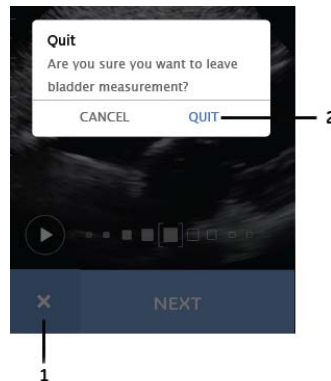 Quit
Are you sure you want to leave
bladder measurement?
CANCEL QUIT
2
× NEXT
1